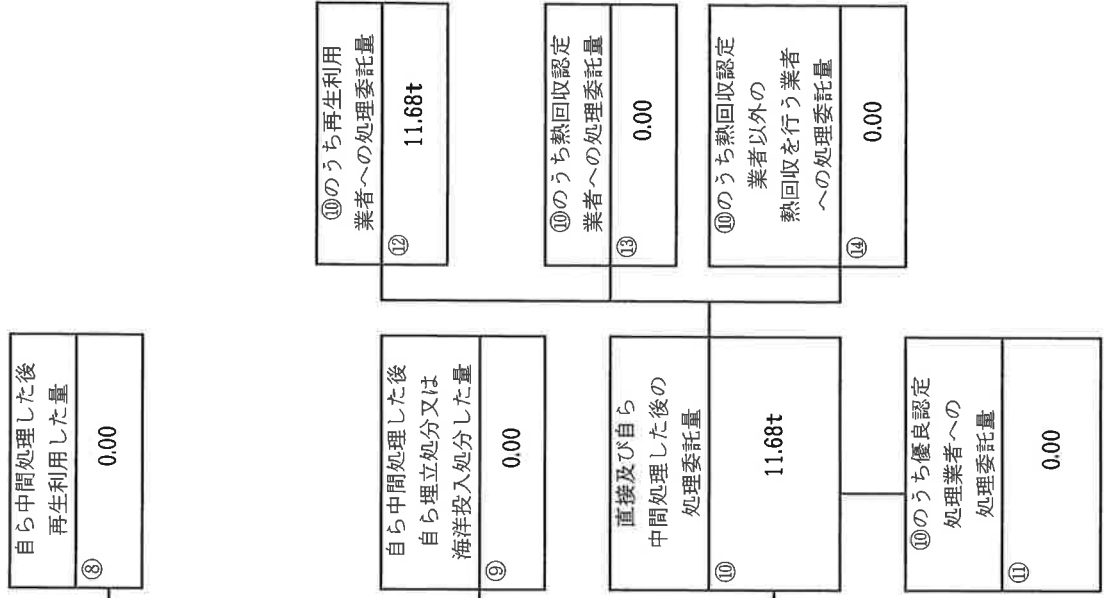 自ら中間処理した後
再生利用した量
⑧
0.00
自ら中間処理した後
自ら埋立処分又は
海洋投入処分した量
⑨
0.00
直接及び自ら
中間処理した後の
処理委託量
⑩
11.68t
⑩のうち優良認定
処理業者への
処理委託量
⑪
0.00
⑩のうち再生利用
業者への処理委託量
⑫
11.68t
⑩のうち熱回収認定
業者への処理委託量
⑬
0.00
⑩のうち熱回収認定
業者以外の
熱回収を行う業者
への処理委託量
⑭
0.00